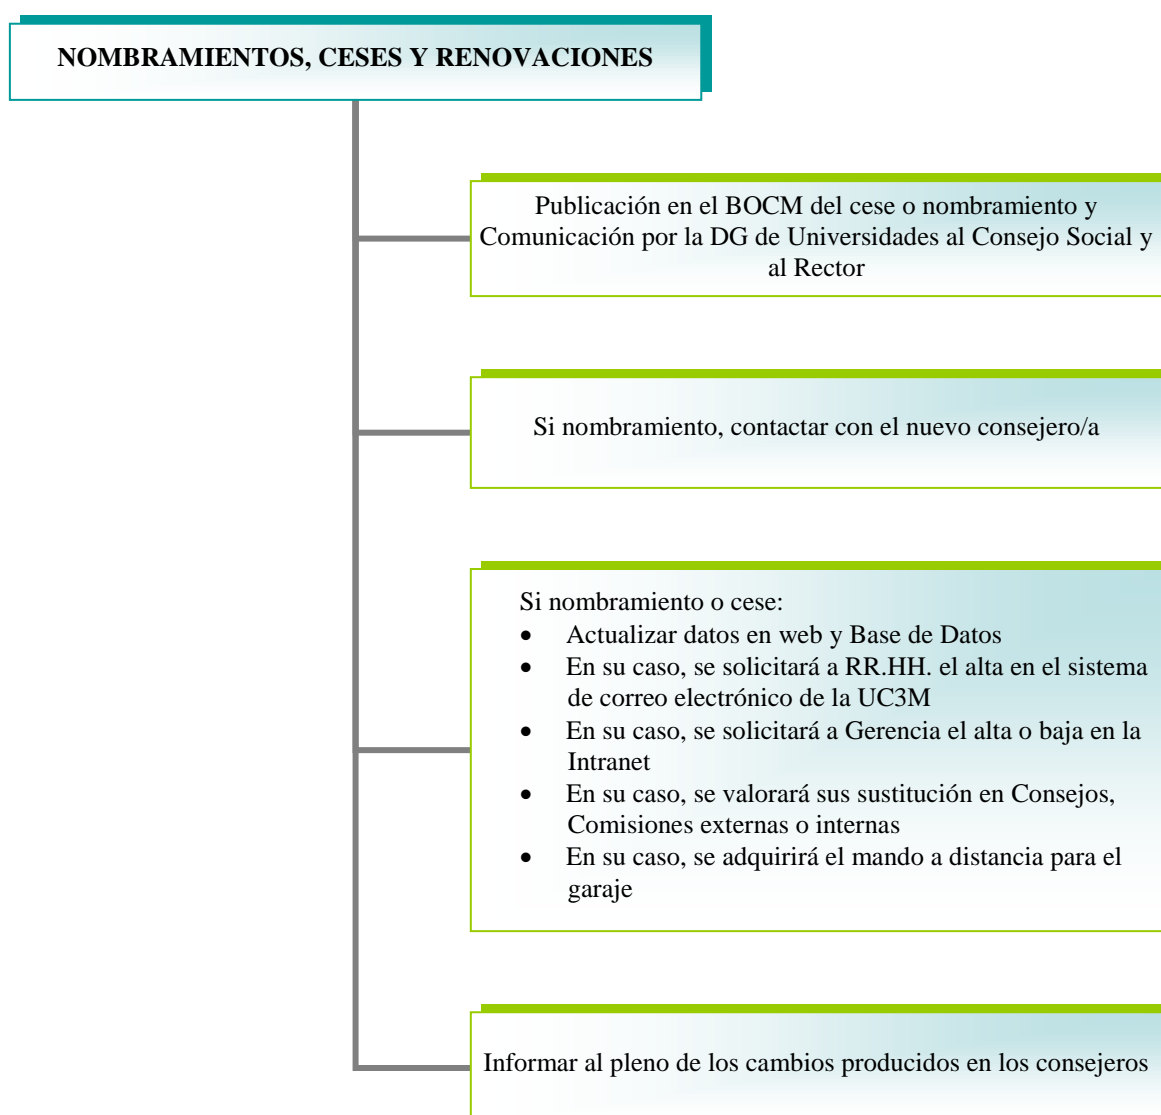 NOMBRAMIENTOS, CESES Y RENOVACIONES
Publicación en el BOCM del cese o nombramiento y
Comunicación por la DG de Universidades al Consejo Social y
al Rector
Si nombramiento, contactar con el nuevo consejero/a
Si nombramiento o cese:
• Actualizar datos en web y Base de Datos
• En su caso, se solicitará a RR.HH. el alta en el sistema
de correo electrónico de la UC3M
• En su caso, se solicitará a Gerencia el alta o baja en la
Intranet
• En su caso, se valorará sus sustitución en Consejos,
Comisiones externas o internas
• En su caso, se adquirirá el mando a distancia para el
garaje
Informar al pleno de los cambios producidos en los consejeros